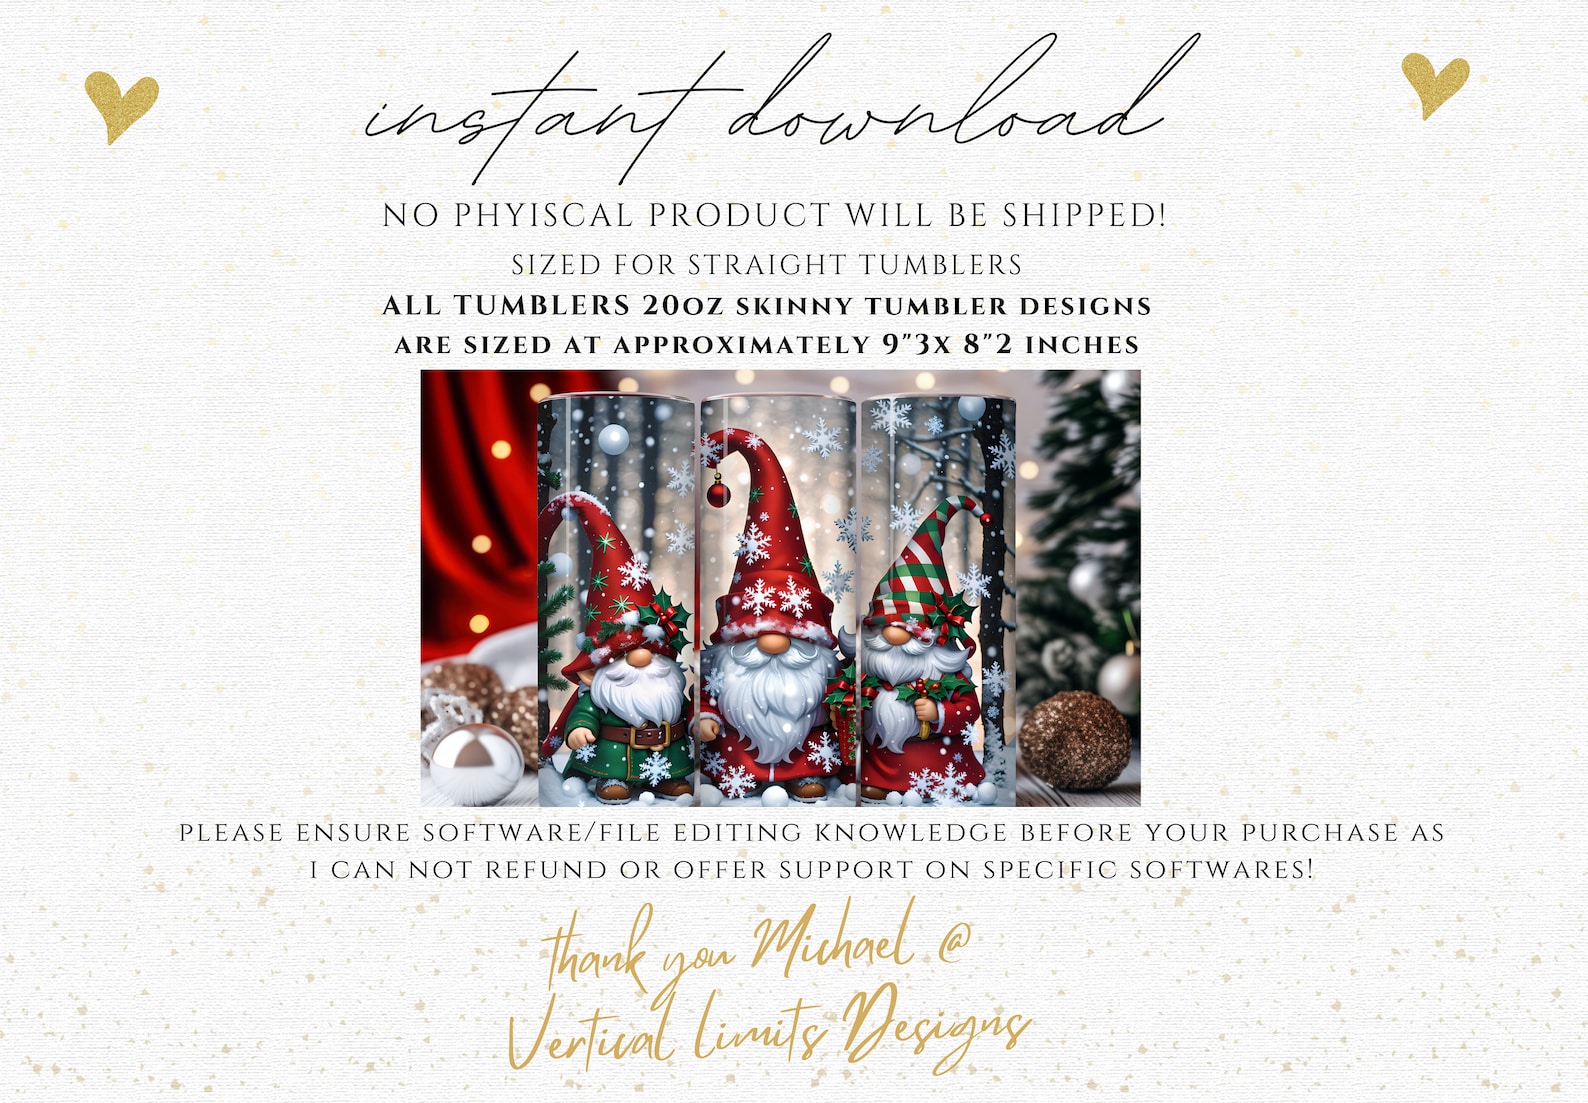 instant download
NO PHYISCAL PRODUCT WILL BE SHIPPED!
SIZED FOR STRAIGHT TUMBLERS
ALL TUMBLERS 20OZ SKINNY TUMBLER DESIGNS
ARE SIZED AT APPROXIMATELY 9"3X 8"2 INCHES
PLEASE ENSURE SOFTWARE/FILE EDITING KNOWLEDGE BEFORE YOUR PURCHASE AS
I CAN NOT REFUND OR OFFER SUPPORT ON SPECIFIC SOFTWARES!
thank you Michael @
Vertical Limits Designs